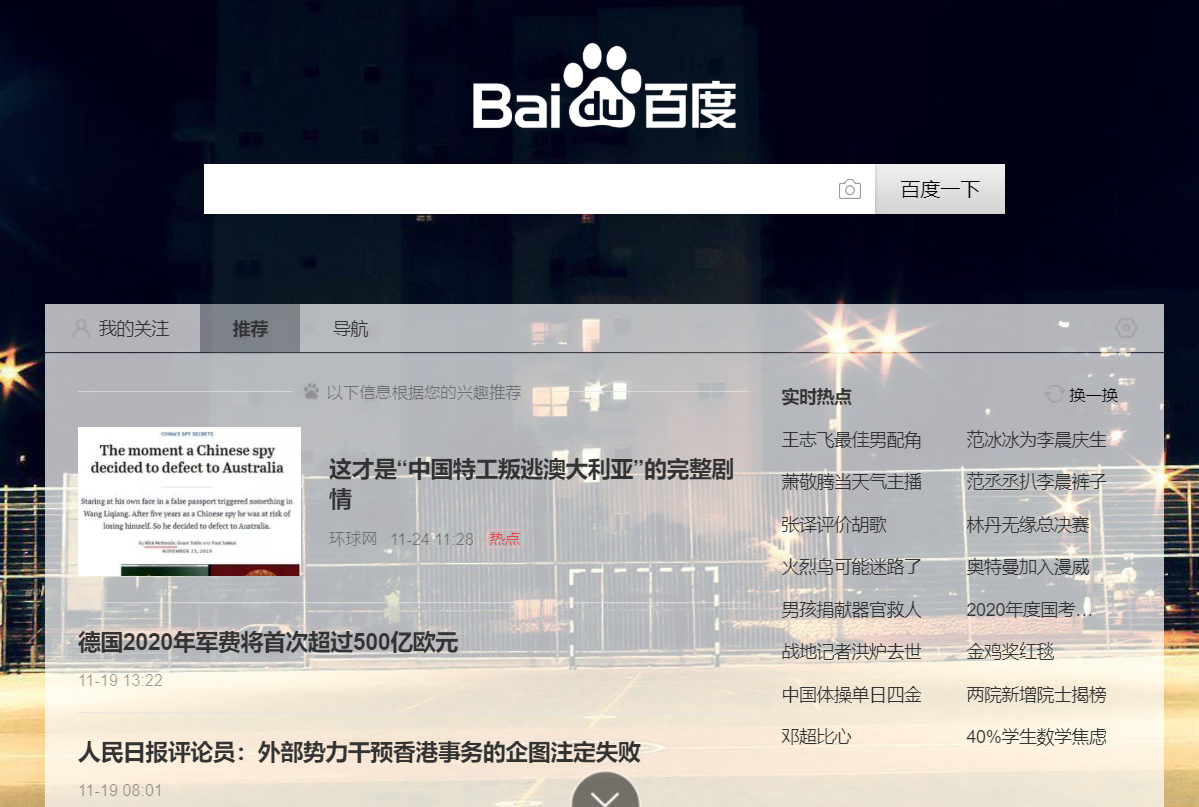 Baidu百度
百度一下
我的关注
推荐
导航
以下信息根据您的兴趣推荐
CHINA'S SPY SECRETS
The moment a Chinese spy
decided to defect to Australia
Staring at his own face in a false passport triggered something in
Wang Liqiang. After five years as a Chinese spy he was at risk of
losing himself. So he decided to defect to Australia.
By Nick McKenzie, Grace Tobin and Paul Sakkal
NOVEMBER 23, 2019
这才是“中国特工叛逃澳大利亚”的完整剧
情
环球网 11-24 11:28 热点
德国2020年军费将首次超过500亿欧元
11-19 13:22
人民日报评论员：外部势力干预香港事务的企图注定失败
11-19 08:01
实时热点
换一换
王志飞最佳男配角
范冰冰为李晨庆生
萧敬腾当天气主播
范丞丞扒李晨裤子
张译评价胡歌
林丹无缘总决赛
火烈鸟可能迷路了
奥特曼加入漫威
男孩捐献器官救人
2020年度国考…
战地记者洪炉去世
金鸡奖红毯
中国体操单日四金
两院新增院士揭榜
邓超比心
40%学生数学焦虑